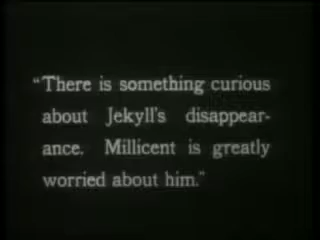 "There is something curious
about Jekyll's disappear-
ance. Millicent is greatly
worried about him."